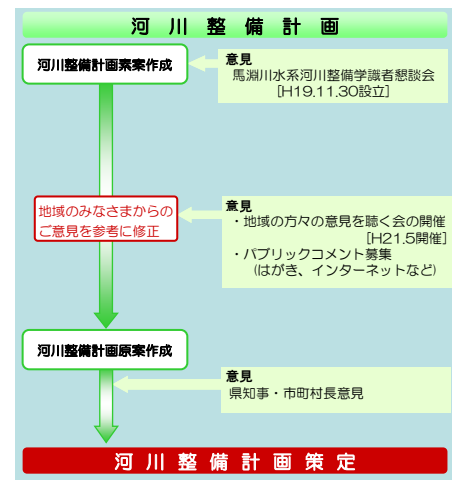 河川整備計画
河川整備計画素案作成
意見
馬淵川水系河川整備学識者懇談会
[H19.11.30設立]
地域のみなさまからの
ご意見を参考に修正
意見
・地域の方々の意見を聴く会の開催
[H21.5開催]
・パブリックコメント募集
(はがき、インターネットなど)
河川整備計画原案作成
意見
県知事・市町村長意見
河川整備計画策定